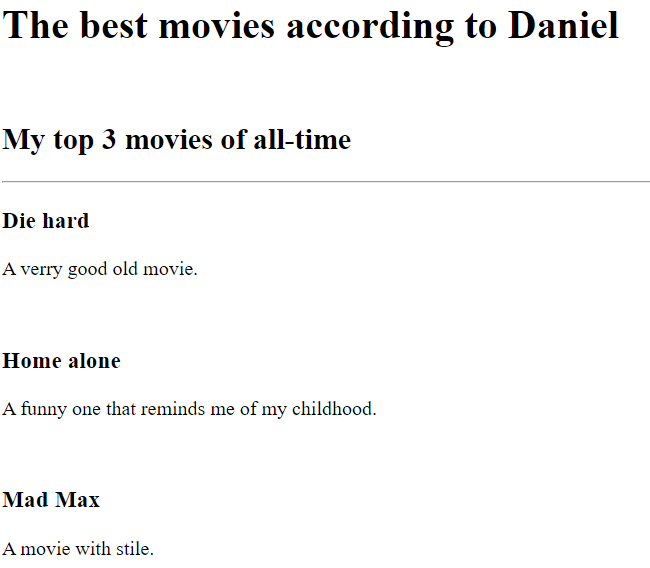 The best movies according to Daniel
My top 3 movies of all-time
Die hard
A verry good old movie.
Home alone
A funny one that reminds me of my childhood.
Mad Max
A movie with stile.